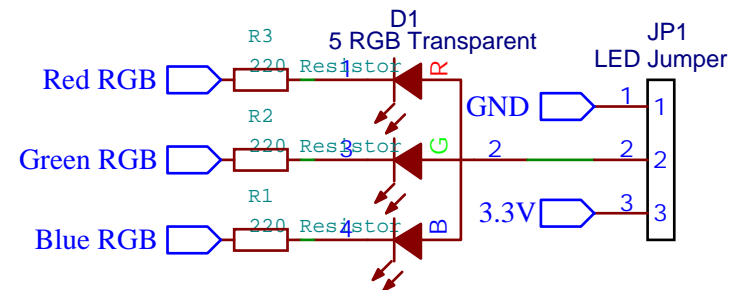 D1
5 RGB Transparent
JP1
LED Jumper
R3
220 Resistor
Red RGB
1
R
GND
1
1
R2
220 Resistor
Green RGB
3
G
2
2
2
R1
220 Resistor
Blue RGB
4
B
3.3V
3
3